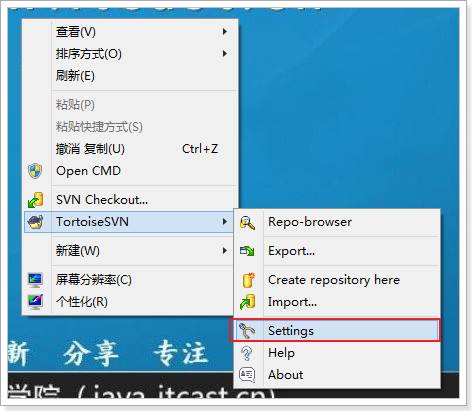 查看(V)
排序方式(O)
刷新(E)
粘贴(P)
粘贴快捷方式(S)
撤消 复制(U) Ctrl+Z
Open CMD
SVN Checkout...
TortoiseSVN
新建(W)
屏幕分辨率(C)
个性化(R)
Repo-browser
Export...
Create repository here
Import...
Settings
Help
About
新 分享 专注
学院（java.itcast.cn）